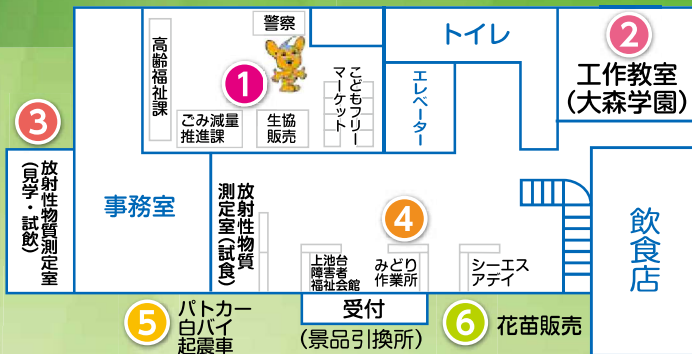 警察
高齢福祉課
1
こどもフリー
マーケット
ごみ減量
推進課
生協
販売
トイレ
エレベーター
2
工作教室
(大森学園)
3
放射性物質測定室
(見学・試飲)
事務室
放射性物質
測定室(試食)
4
上池台
障害者
福祉会館
みどり
作業所
シーエス
アデイ
飲食店
5
パトカー
白バイ
起震車
受付
(景品引換所)
6
花苗販売